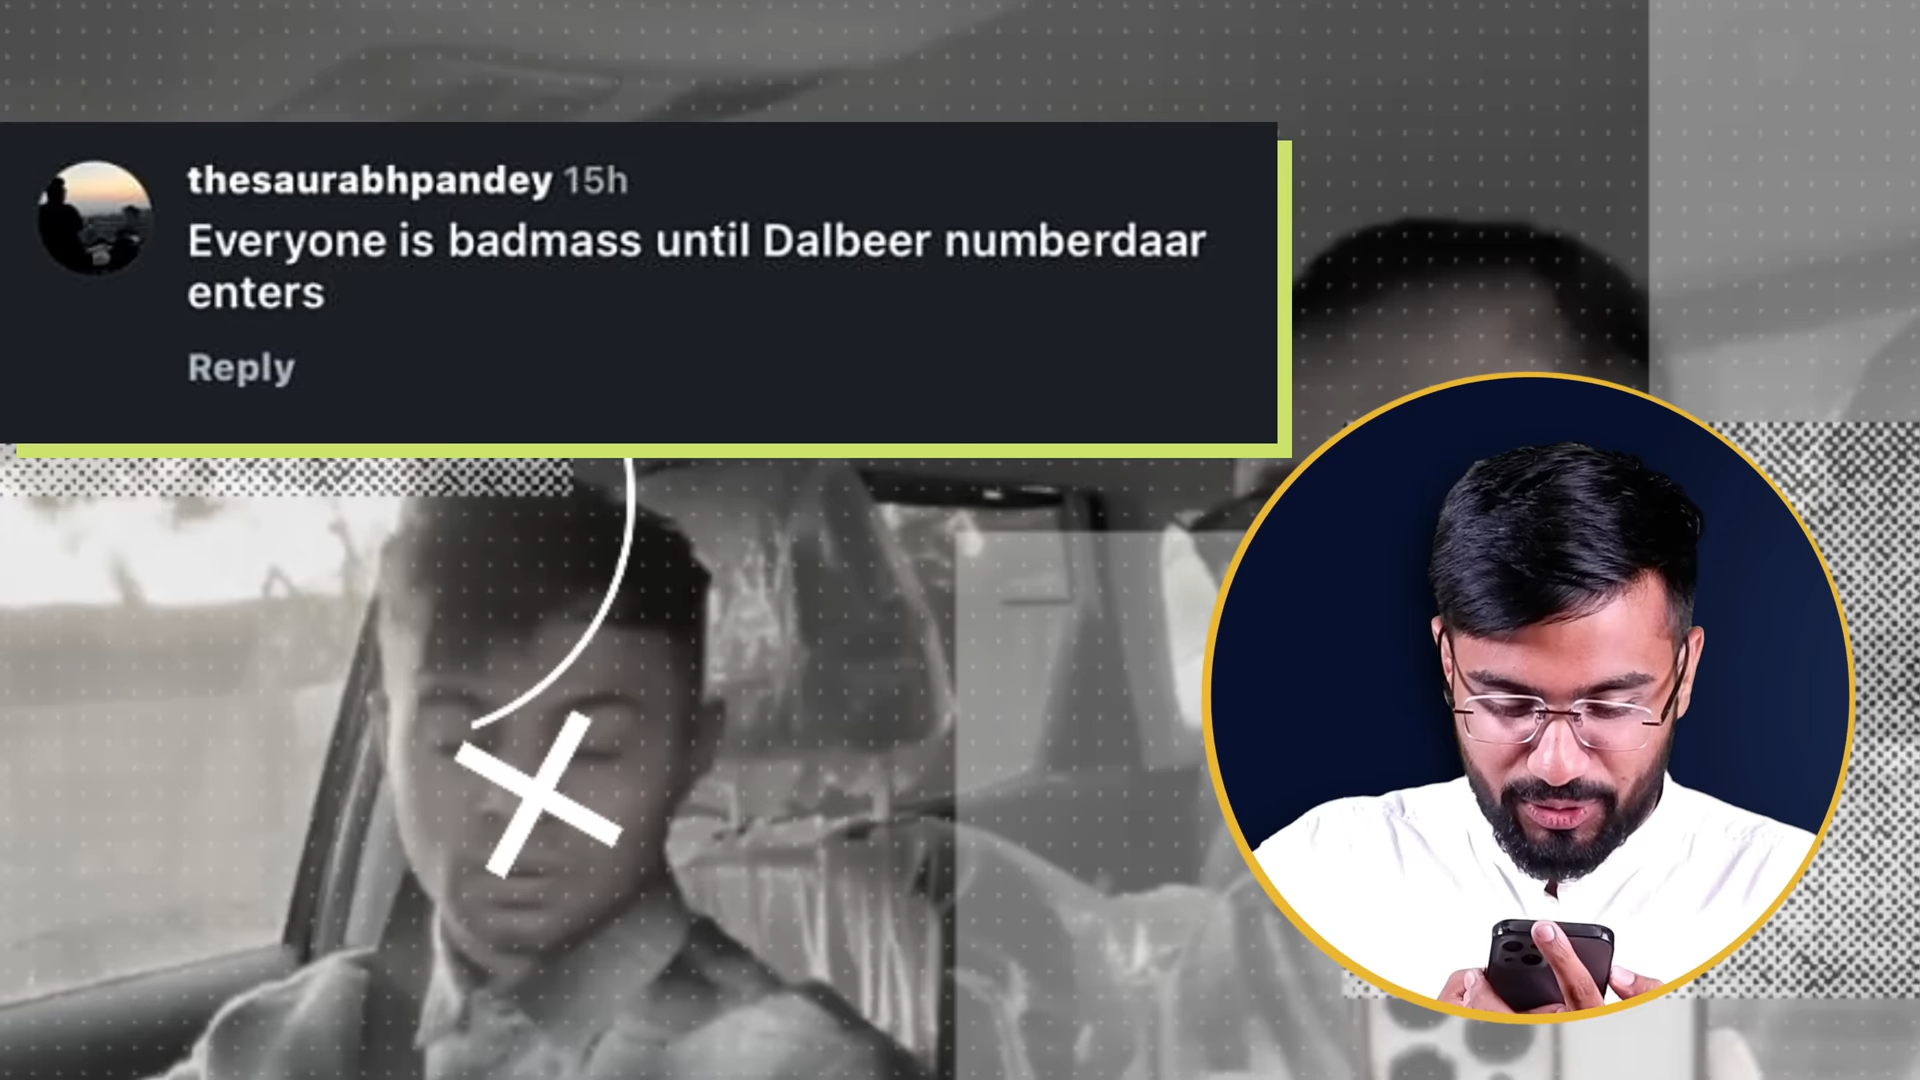 thesaurabhpandey 15h
Everyone is badmass until Dalbeer numberdaar
enters
Reply